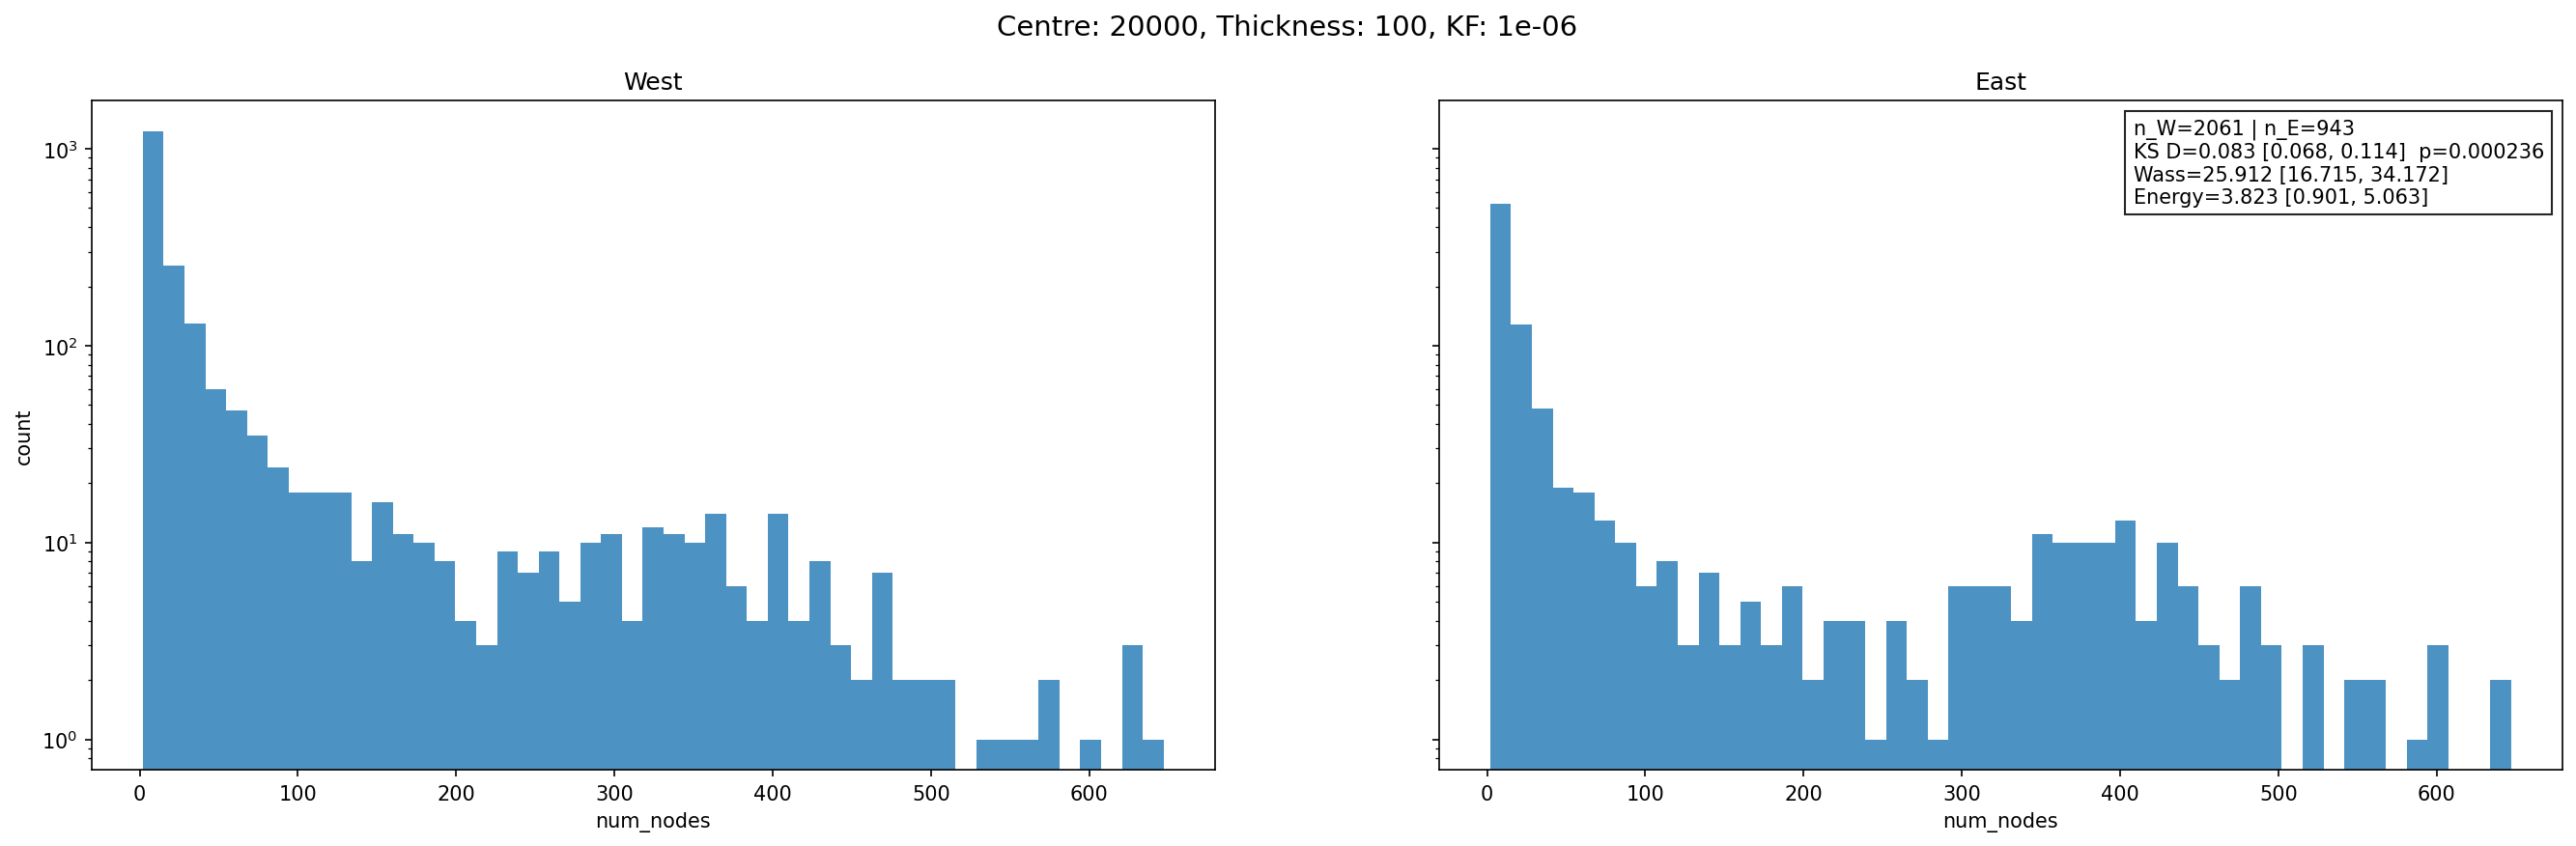 Centre: 20000, Thickness: 100, KF: 1e-06
West
East
n_W=2061 | n_E=943
KS D=0.083 [0.068, 0.114]  p=0.000236
Wass=25.912 [16.715, 34.172]
Energy=3.823 [0.901, 5.063]
10³
10²
10¹
10⁰
count
0 100 200 300 400 500 600
num_nodes
0 100 200 300 400 500 600
num_nodes